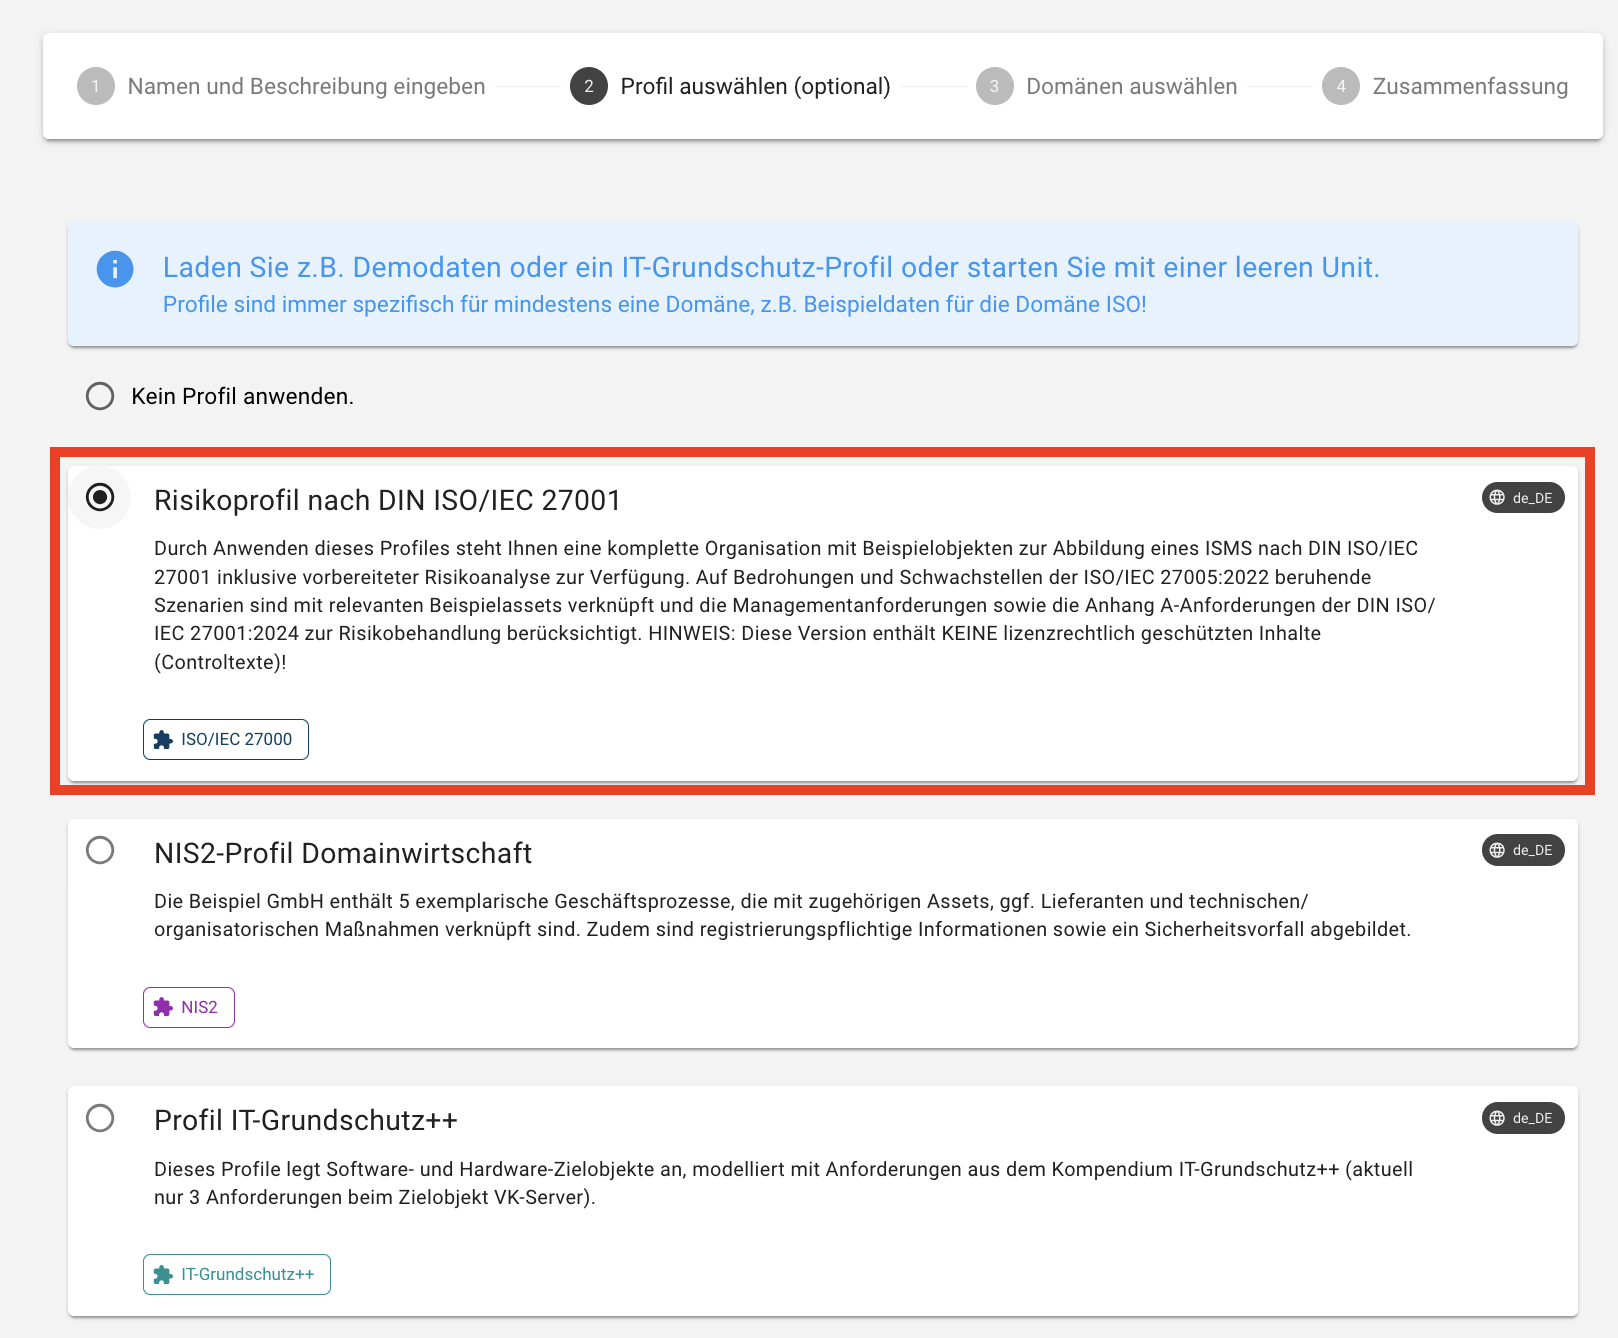 1 Namen und Beschreibung eingeben 2 Profil auswählen (optional) 3 Domänen auswählen 4 Zusammenfassung
Laden Sie z.B. Demodaten oder ein IT-Grundschutz-Profil oder starten Sie mit einer leeren Unit.
Profile sind immer spezifisch für mindestens eine Domäne, z.B. Beispieldaten für die Domäne ISO!
Kein Profil anwenden.
Risikoprofil nach DIN ISO/IEC 27001
de_DE
Durch Anwenden dieses Profiles steht Ihnen eine komplette Organisation mit Beispielobjekten zur Abbildung eines ISMS nach DIN ISO/IEC
27001 inklusive vorbereiteter Risikoanalyse zur Verfügung. Auf Bedrohungen und Schwachstellen der ISO/IEC 27005:2022 beruhende
Szenarien sind mit relevanten Beispielassets verknüpft und die Managementanforderungen sowie die Anhang A-Anforderungen der DIN ISO/
IEC 27001:2024 zur Risikobehandlung berücksichtigt. HINWEIS: Diese Version enthält KEINE lizenzrechtlich geschützten Inhalte
(Controltexte)!
ISO/IEC 27000
NIS2-Profil Domainwirtschaft
de_DE
Die Beispiel GmbH enthält 5 exemplarische Geschäftsprozesse, die mit zugehörigen Assets, ggf. Lieferanten und technischen/
organisatorischen Maßnahmen verknüpft sind. Zudem sind registrierungspflichtige Informationen sowie ein Sicherheitsvorfall abgebildet.
NIS2
Profil IT-Grundschutz++
de_DE
Dieses Profile legt Software- und Hardware-Zielobjekte an, modelliert mit Anforderungen aus dem Kompendium IT-Grundschutz++ (aktuell
nur 3 Anforderungen beim Zielobjekt VK-Server).
IT-Grundschutz++